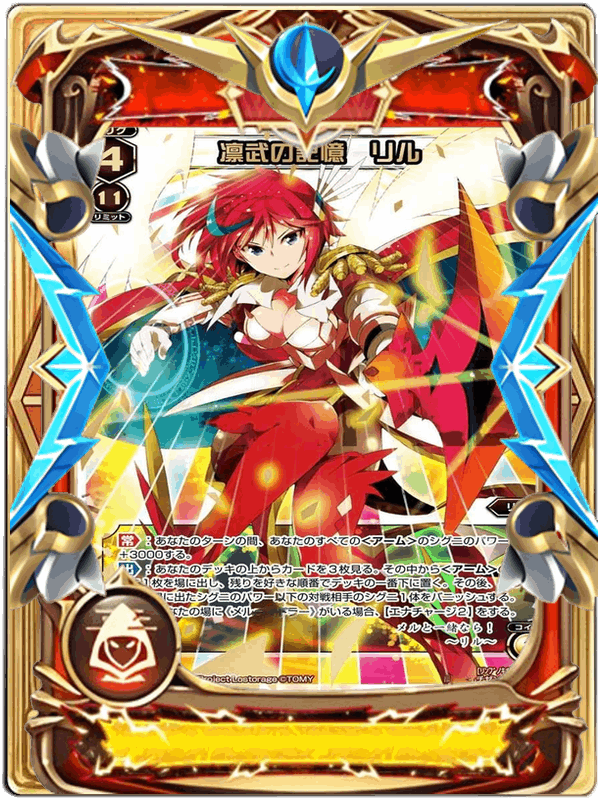 4
凛武の記憶 リル
11
リミット
常：あなたのターンの間、あなたのすべての＜アーム＞のシグニのパワー
＋3000する。
出：あなたのデッキの上からカードを３枚見る。その中から＜アーム＞
１枚を場に出し、残りを好きな順番でデッキの一番下に置く。その後、
に出たシグニのパワー以下の対戦相手のシグニ１体をバニッシュする。
なたの場に《メル ドラー》がいる場合、【エナチャージ２】をする。
メルと一緒なら！
～リル～
Project Lostorage ©TOMY